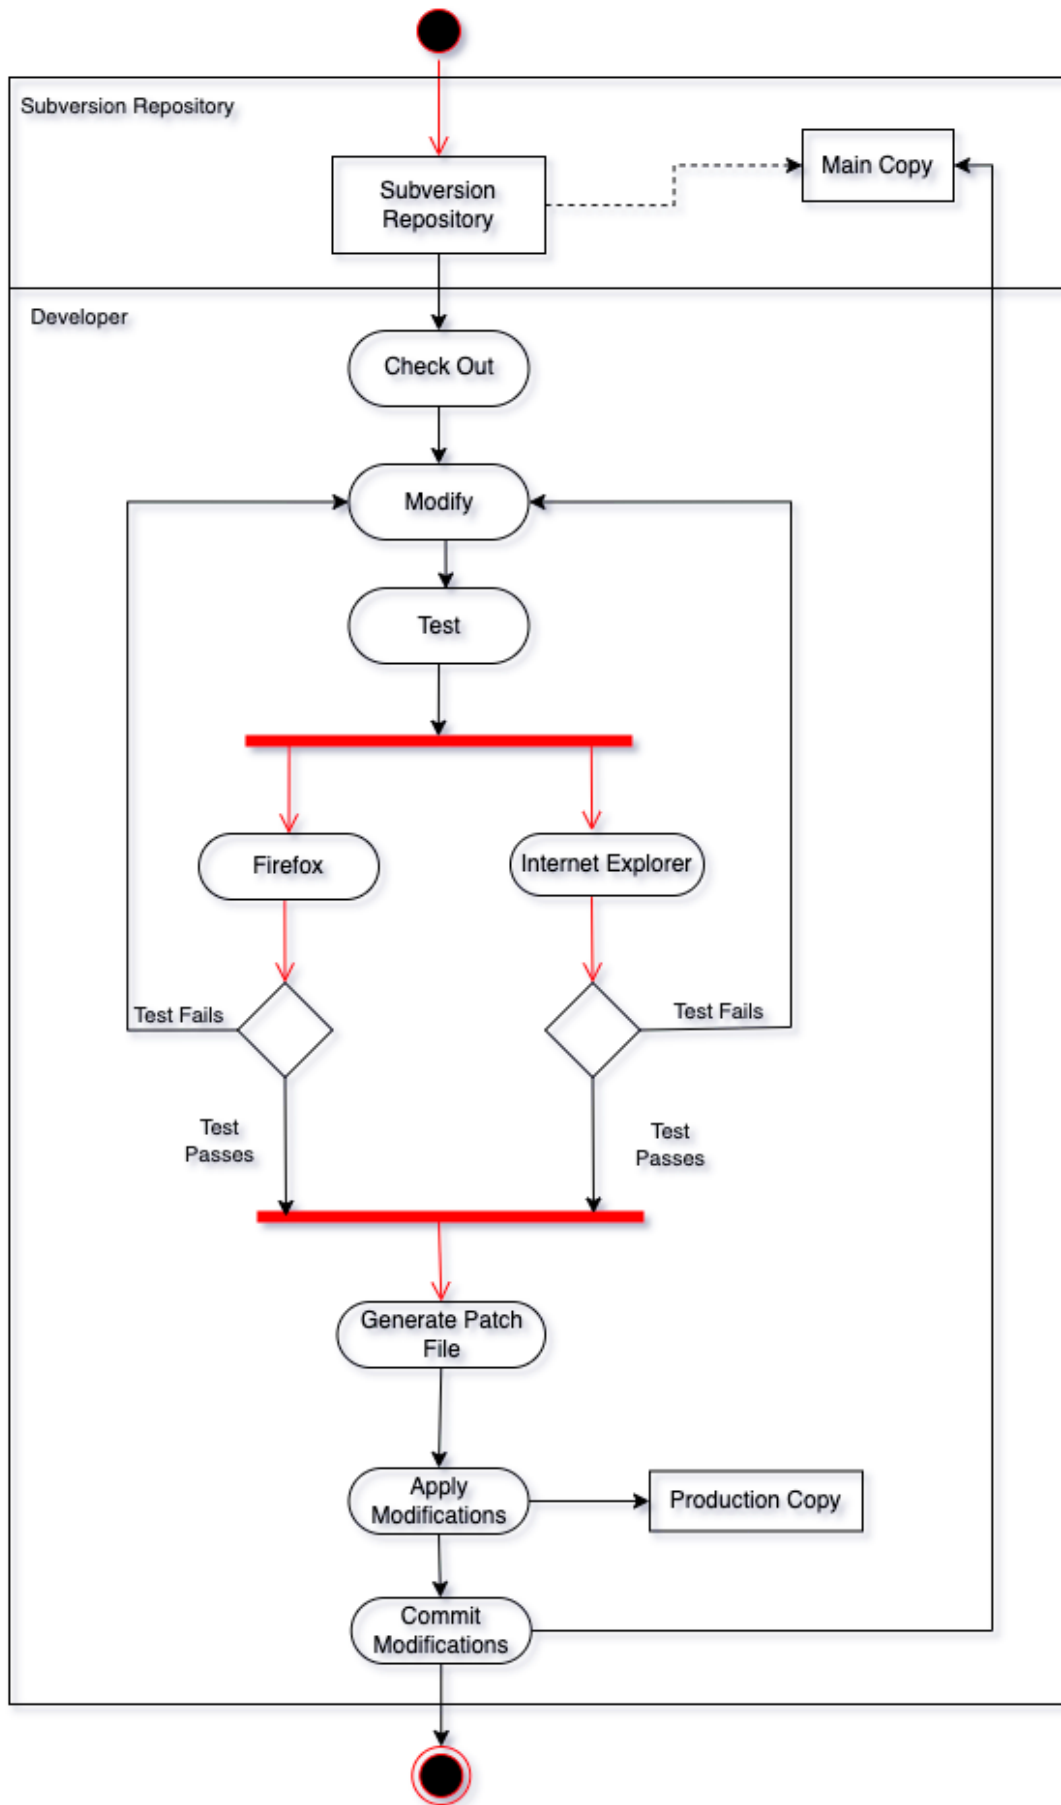 Subversion Repository
Main Copy
Subversion
Repository
Developer
Check Out
Modify
Test
Firefox
Internet Explorer
Test Fails
Test Fails
Test
Passes
Test
Passes
Generate Patch
File
Apply
Modifications
Production Copy
Commit
Modifications